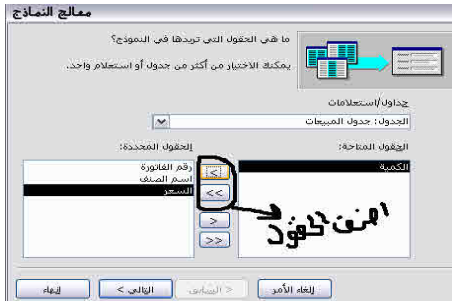 معالج النماذج
ما هي الحقول التي تريدها في النموذج؟
يمكنك الاختيار من أكثر من جدول أو استعلام واحد.
جداول/استعلامات
الجدول: جدول المبيعات
الحقول المتاحة:
الحقول المحددة:
الكمية
رقم الفاتورة
اسم الصنف
السعر
<
<<
>
>>
إلغاء الأمر
< السابق
التالي >
إنهاء